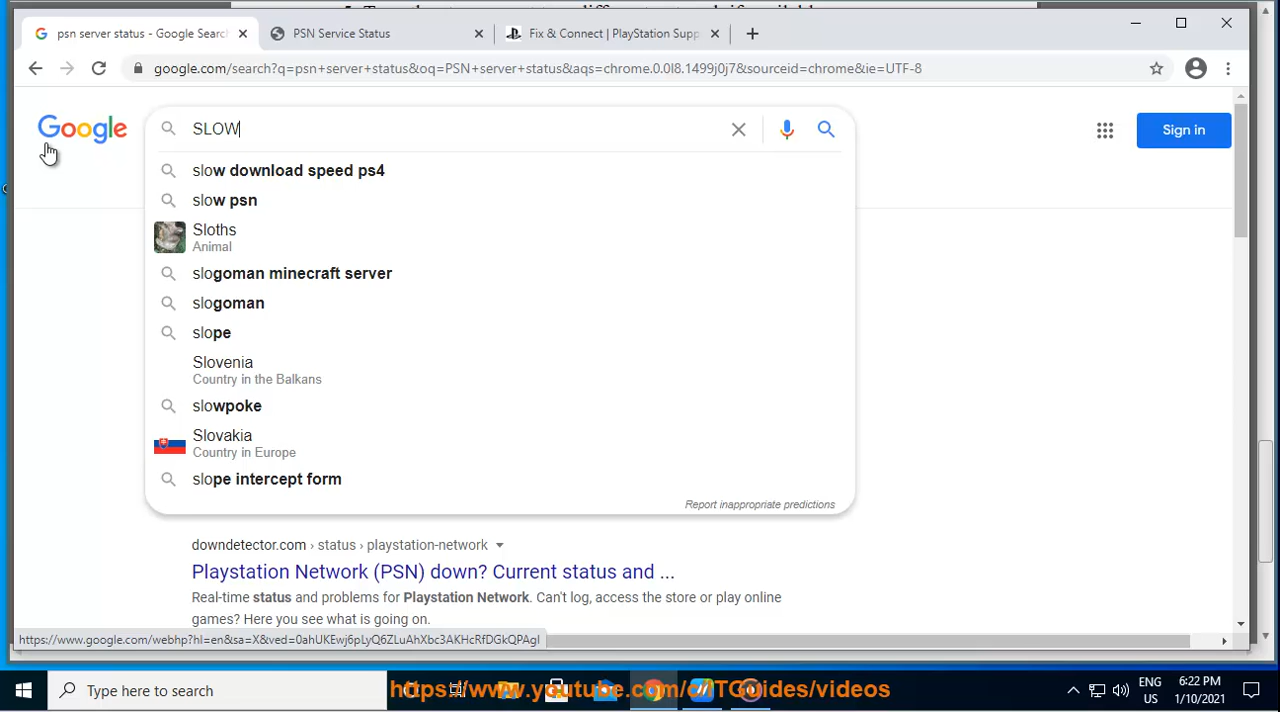 psn server status - Google Search
PSN Service Status
Fix & Connect | PlayStation Supp
google.com/search?q=psn+server+status&oq=PSN+server+status&aqs=chrome.0.0l8.1499j0j7&sourceid=chrome&ie=UTF-8
Google
SLOW
Sign in
slow download speed ps4
slow psn
Sloths
Animal
slogoman minecraft server
slogoman
slope
Slovenia
Country in the Balkans
slowpoke
Slovakia
Country in Europe
slope intercept form
Report inappropriate predictions
downdetector.com › status › playstation-network
Playstation Network (PSN) down? Current status and ...
Real-time status and problems for Playstation Network. Can't log, access the store or play online
games? Here you see what is going on.
https://www.google.com/webhp?hl=en&sa=X&ved=0ahUKEwj6pLyQ6ZLuAhXbc3AKHcRfDGkQPAgI
Type here to search
https://www.youtube.com/c/ITGuides/videos
ENG
US
6:22 PM
1/10/2021